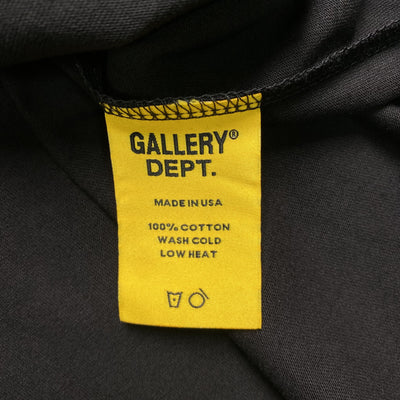 GALLERY®
DEPT.
MADE IN USA
100% COTTON
WASH COLD
LOW HEAT